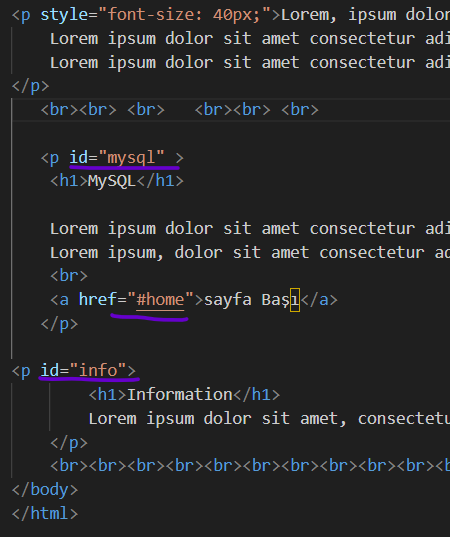 <p style="font-size: 40px;">Lorem, ipsum dolor
Lorem ipsum dolor sit amet consectetur adi
Lorem ipsum dolor sit amet consectetur adi
</p>
<br><br> <br>   <br><br> <br>
<p id="mysql" >
<h1>MySQL</h1>
Lorem ipsum dolor sit amet consectetur adi
Lorem ipsum, dolor sit amet consectetur ad
<br>
<a href="#home">sayfa Başı</a>
</p>
<p id="info">
<h1>Information</h1>
Lorem ipsum dolor sit amet, consectetu
</p>
<br><br><br><br><br><br><br><br><br><b
</body>
</html>